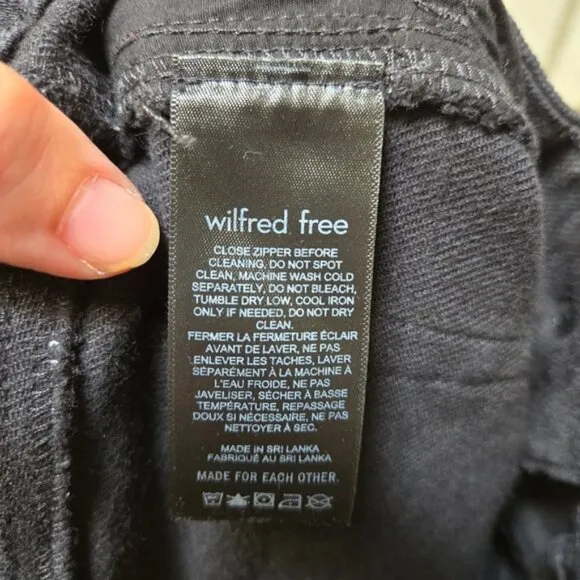 wilfred free
CLOSE ZIPPER BEFORE
CLEANING, DO NOT SPOT
CLEAN, MACHINE WASH COLD
SEPARATELY, DO NOT BLEACH,
TUMBLE DRY LOW, COOL IRON
ONLY IF NEEDED, DO NOT DRY
CLEAN.
FERMER LA FERMETURE ÉCLAIR
AVANT DE LAVER, NE PAS
ENLEVER LES TACHES, LAVER
SÉPARÉMENT À LA MACHINE À
L'EAU FROIDE, NE PAS
JAVELISER, SÉCHER À BASSE
TEMPÉRATURE, REPASSAGE
DOUX SI NÉCESSAIRE, NE PAS
NETTOYER À SEC.
MADE IN SRI LANKA
FABRIQUÉ AU SRI LANKA
MADE FOR EACH OTHER.